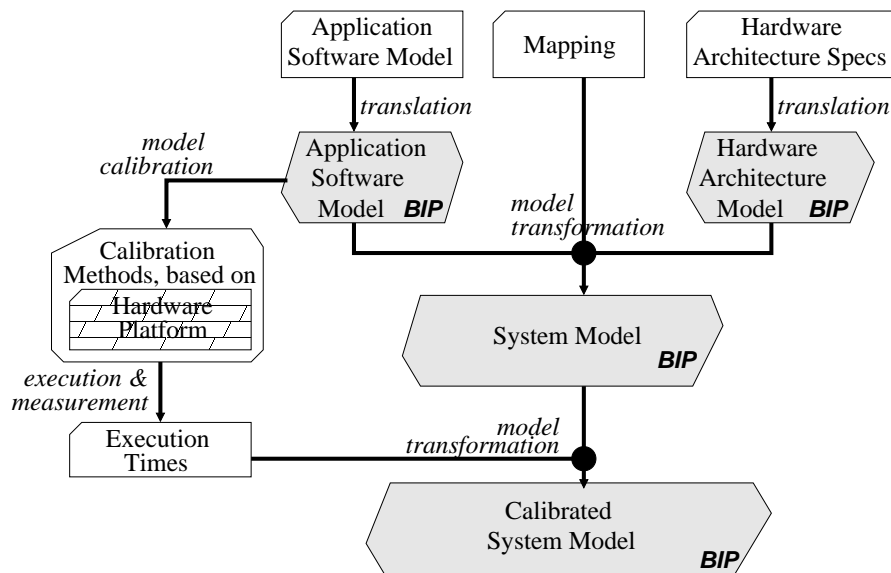 Application
Software Model
Mapping
Hardware
Architecture Specs
translation
translation
model
calibration
Application
Software
Model BIP
Hardware
Architecture
Model BIP
model
transformation
Calibration
Methods, based on
Hardware
Platform
System Model
BIP
execution &
measurement
model
transformation
Execution
Times
Calibrated
System Model
BIP